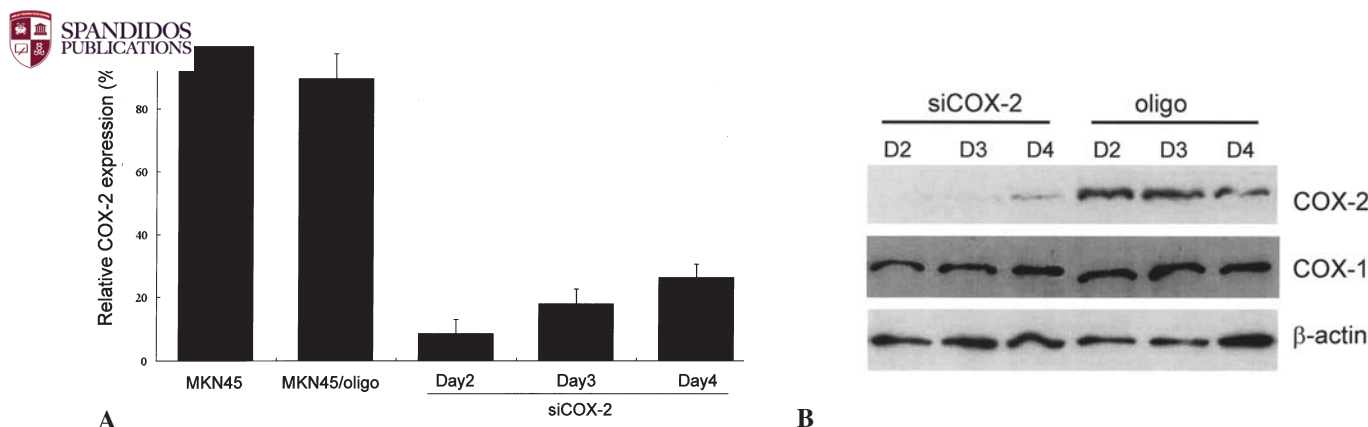 SPANDIDOS
PUBLICATIONS
Relative COX-2 expression (%
80
60
40
20
0
MKN45 MKN45/oligo Day2 Day3 Day4
siCOX-2
A
siCOX-2 oligo
D2 D3 D4 D2 D3 D4
COX-2
COX-1
β-actin
B